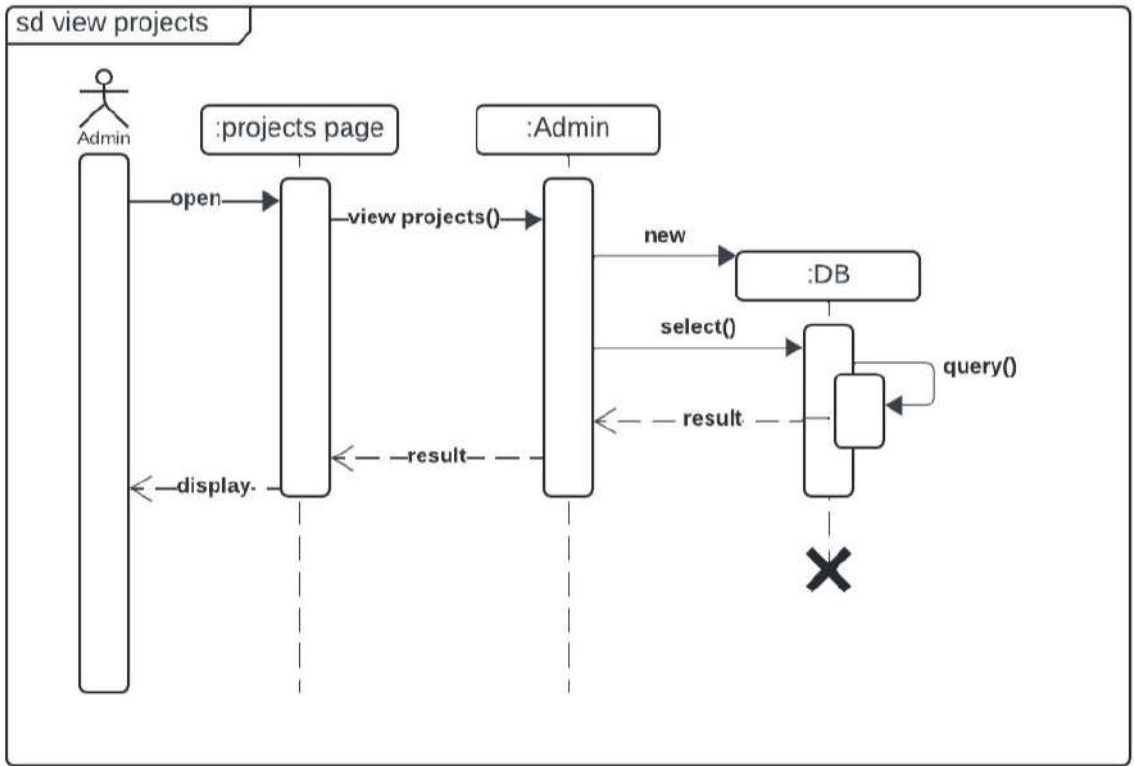 sd view projects
Admin
:projects page
:Admin
open
view projects()
new
:DB
select()
query()
result
result
display